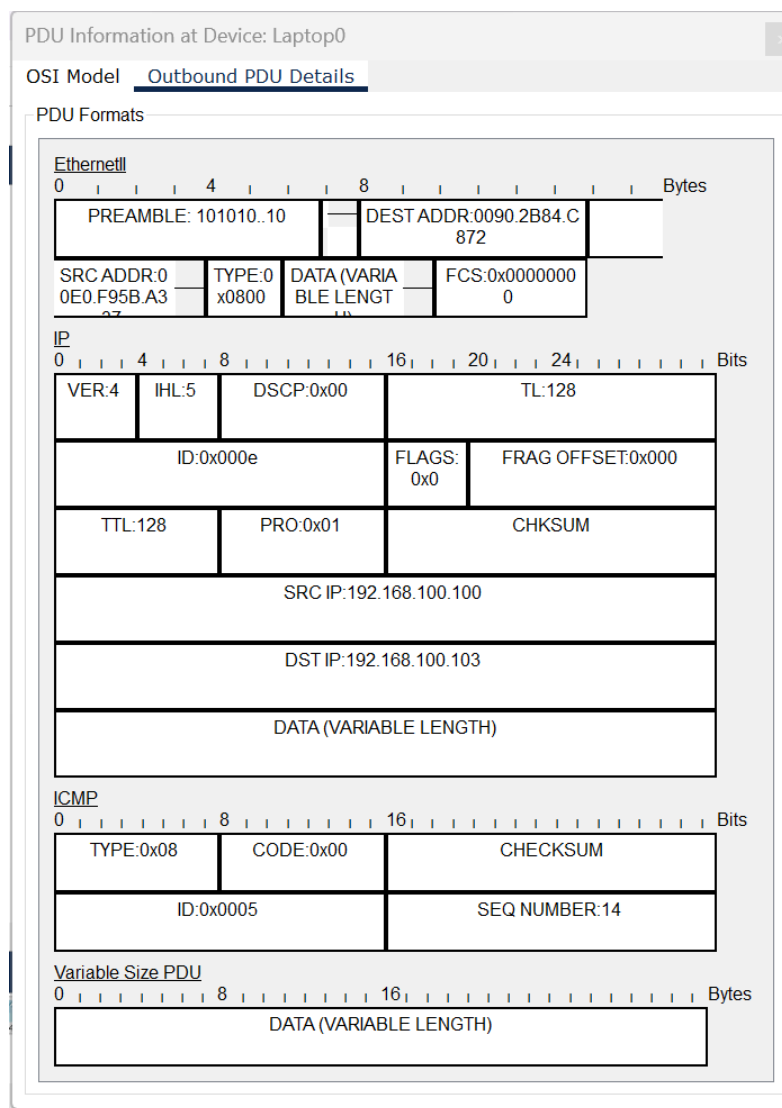 PDU Information at Device: Laptop0
OSI Model Outbound PDU Details
PDU Formats
EthernetII
0 4 8 Bytes
PREAMBLE: 101010..10 DEST ADDR:0090.2B84.C
872
SRC ADDR:0 TYPE:0 DATA (VARIA FCS:0x0000000
0E0.F95B.A3 x0800 BLE LENGT 0
IP
0 4 8 16 20 24 Bits
VER:4 IHL:5 DSCP:0x00 TL:128
ID:0x000e FLAGS: FRAG OFFSET:0x000
0x0
TTL:128 PRO:0x01 CHKSUM
SRC IP:192.168.100.100
DST IP:192.168.100.103
DATA (VARIABLE LENGTH)
ICMP
0 8 16 Bits
TYPE:0x08 CODE:0x00 CHECKSUM
ID:0x0005 SEQ NUMBER:14
Variable Size PDU
0 8 16 Bytes
DATA (VARIABLE LENGTH)